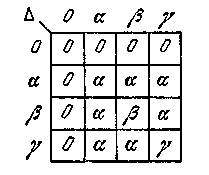 Δ 0 α β γ
0 0 0 0 0
α 0 α α α
β 0 α β α
γ 0 α α γ